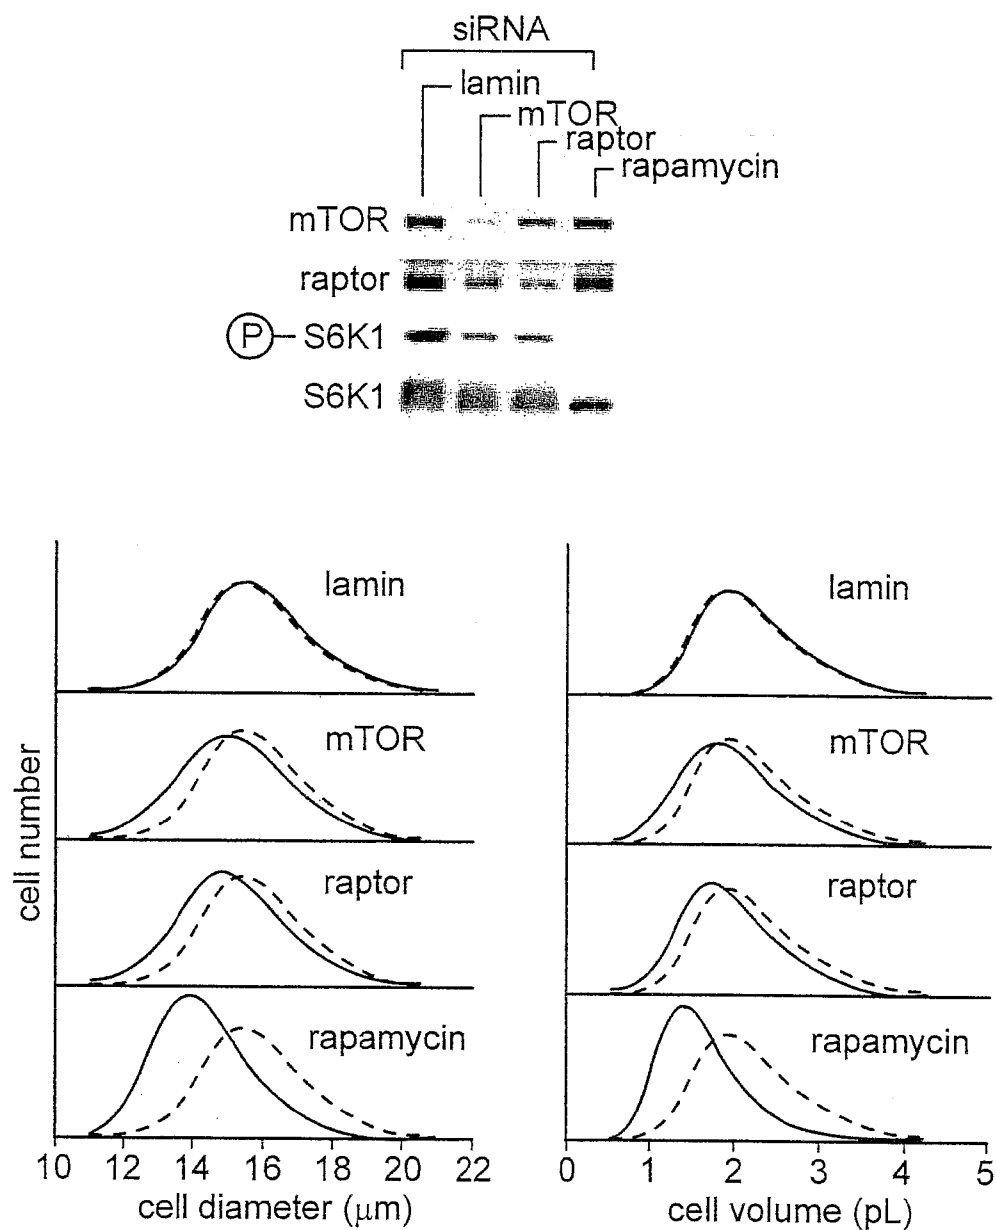 siRNA
lamin
mTOR
raptor
rapamycin
mTOR
raptor
P S6K1
S6K1
lamin
lamin
mTOR
mTOR
raptor
raptor
rapamycin
rapamycin
cell number
10 12 14 16 18 20 22
0 1 2 3 4 5
cell diameter (μm)
cell volume (pL)